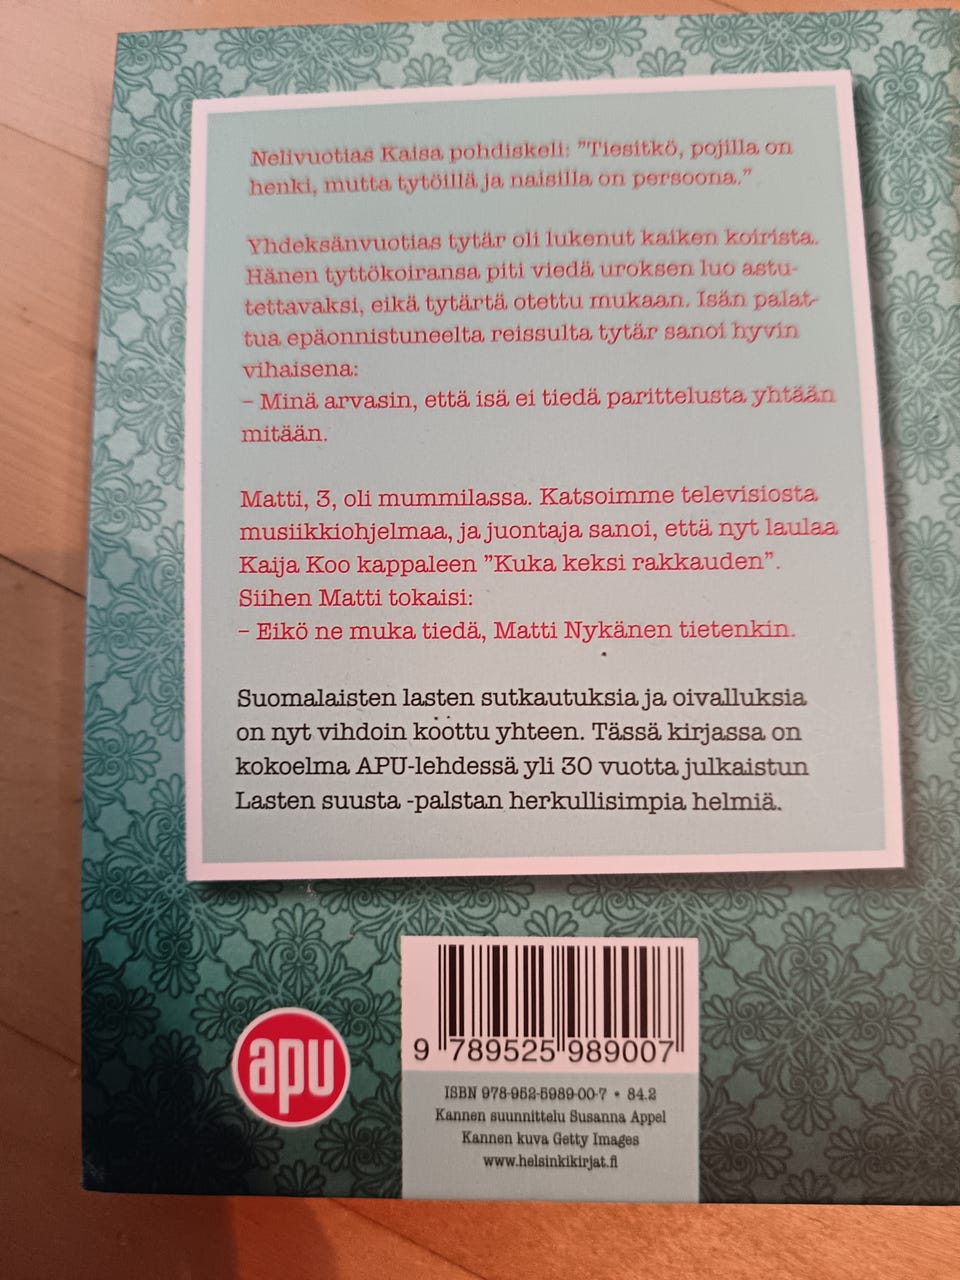 Nelivuotias Kaisa pohdiskeli: ”Tiesitkö, pojilla on
henki, mutta tytöillä ja naisilla on persoona.”
Yhdeksänvuotias tytär oli lukenut kaiken koirista.
Hänen tyttökoiransa piti viedä uroksen luo astu-
tettavaksi, eikä tytärtä otettu mukaan. Isän palat-
tua epäonnistuneelta reissulta tytär sanoi hyvin
vihaisena:
– Minä arvasin, että isä ei tiedä parittelusta yhtään
mitään.
Matti, 3, oli mummilassa. Katsoimme televisiosta
musiikkiohjelmaa, ja juontaja sanoi, että nyt laulaa
Kaija Koo kappaleen ”Kuka keksi rakkauden”.
Siihen Matti tokaisi:
– Eikö ne muka tiedä, Matti Nykänen tietenkin.
Suomalaisten lasten sutkautuksia ja oivalluksia
on nyt vihdoin koottu yhteen. Tässä kirjassa on
kokoelma APU-lehdessä yli 30 vuotta julkaistun
Lasten suusta -palstan herkullisimpia helmiä.
apu
9 789525 989007
ISBN 978-952-5989-00-7 • 84.2
Kannen suunnittelu Susanna Appel
Kannen kuva Getty Images
www.helsinkikirjat.fi